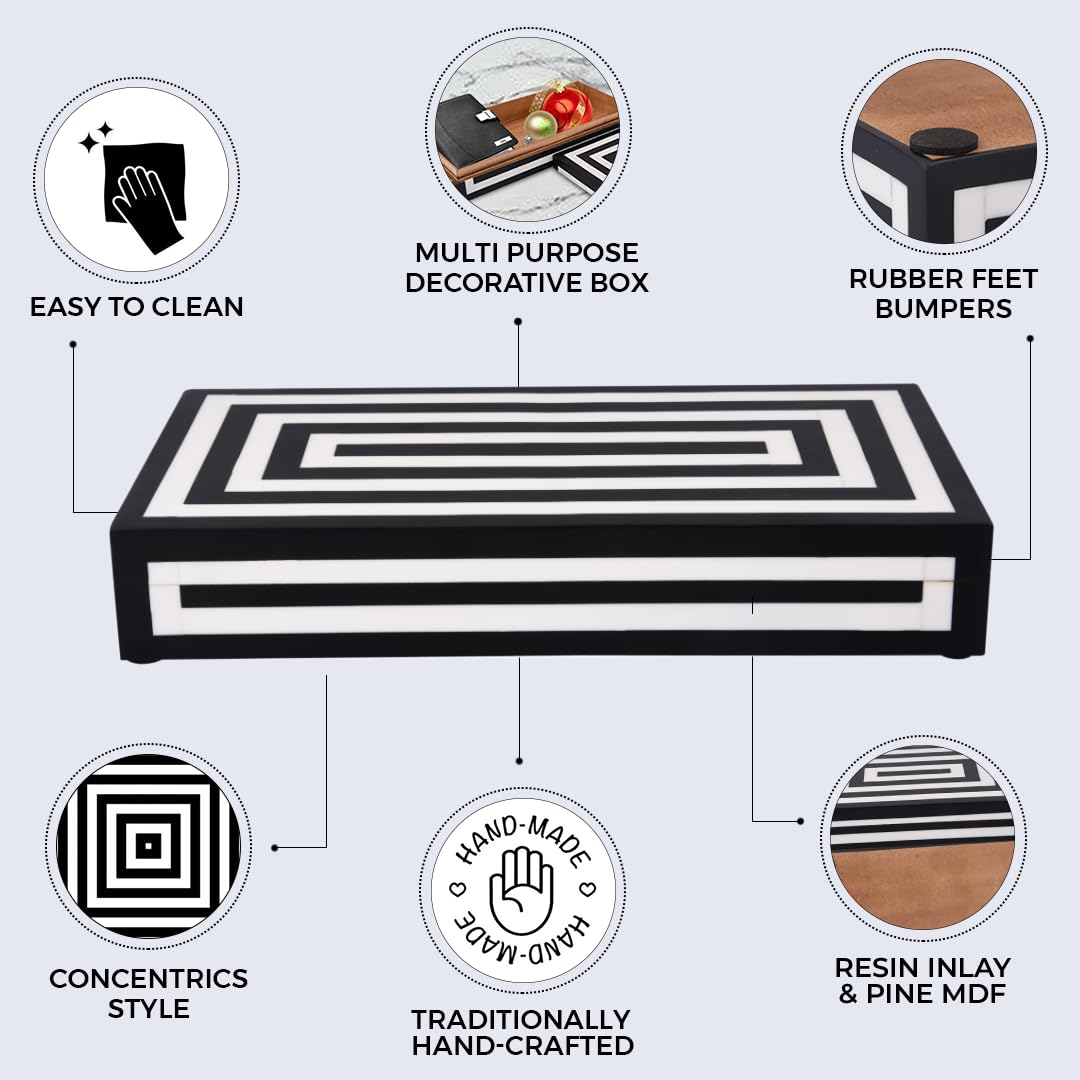 MULTI PURPOSE
DECORATIVE BOX
EASY TO CLEAN
RUBBER FEET
BUMPERS
CONCENTRICS
STYLE
HAND-MADE
HAND-MADE
TRADITIONALLY
HAND-CRAFTED
RESIN INLAY
& PINE MDF